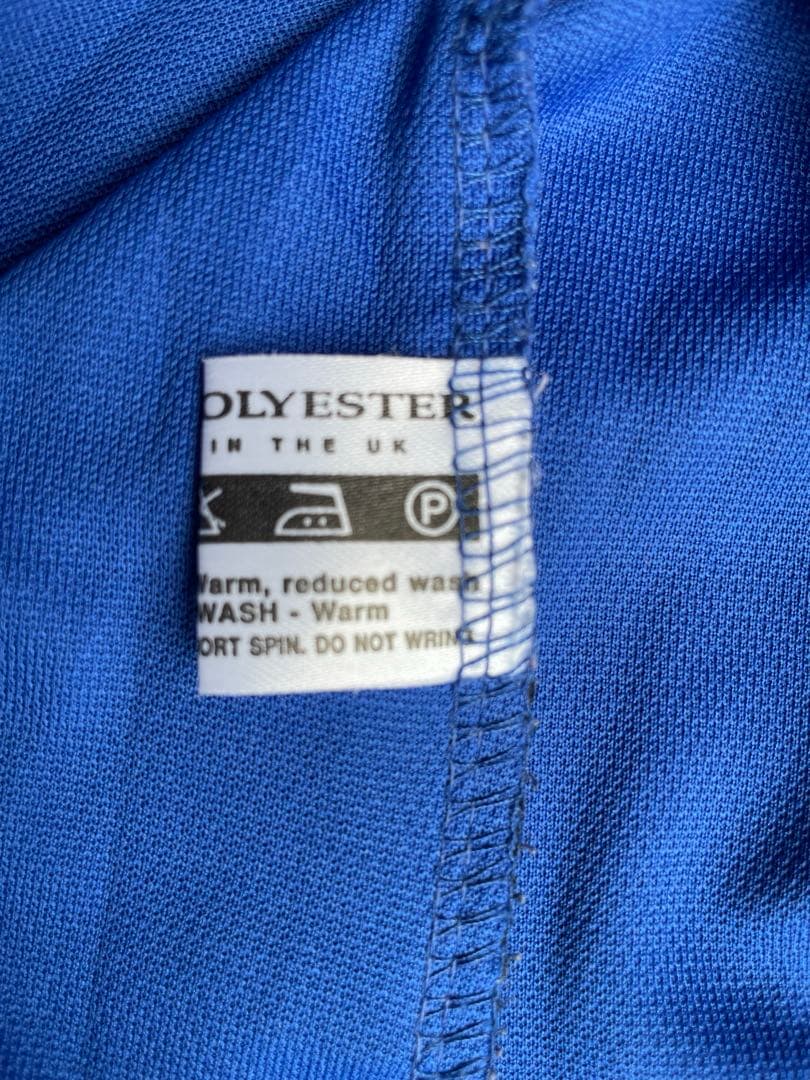 OLYESTER
IN THE UK
P
Warm, reduced wash
WASH - Warm
ORT SPIN. DO NOT WRING